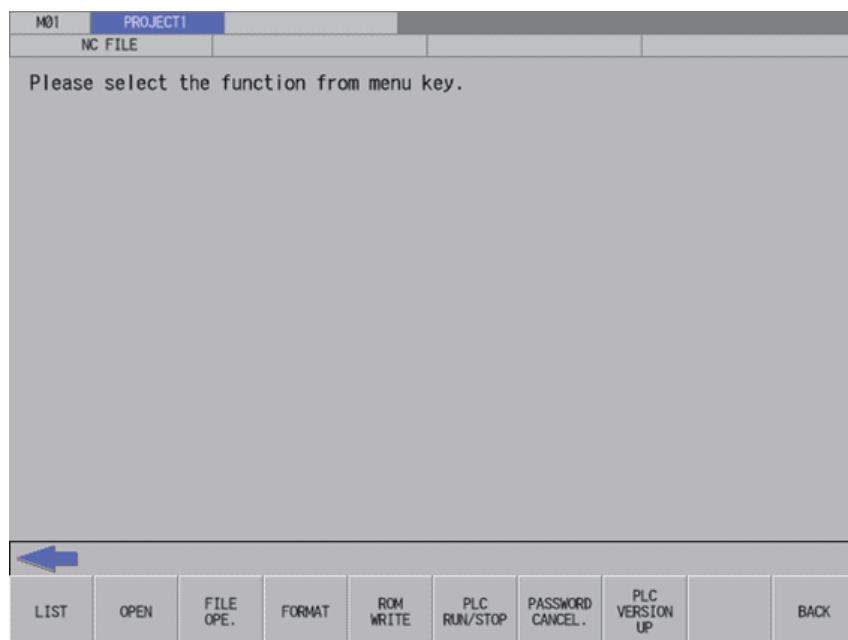 M01 PROJECT1
NC FILE
Please select the function from menu key.
LIST OPEN FILE OPE. FORMAT ROM WRITE PLC RUN/STOP PASSWORD CANCEL. PLC VERSION UP BACK